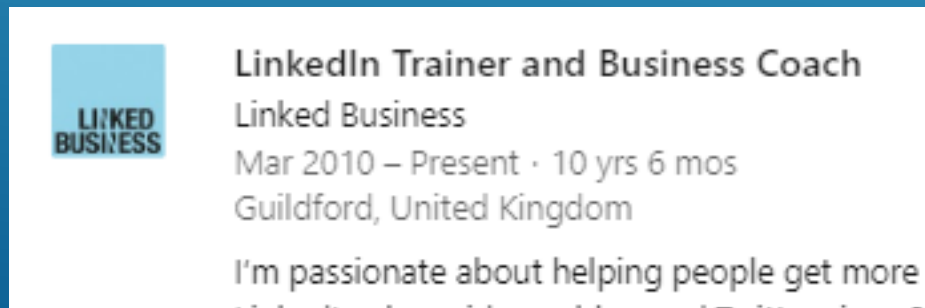 LINKED
BUSINESS
LinkedIn Trainer and Business Coach
Linked Business
Mar 2010 – Present · 10 yrs 6 mos
Guildford, United Kingdom
I'm passionate about helping people get more